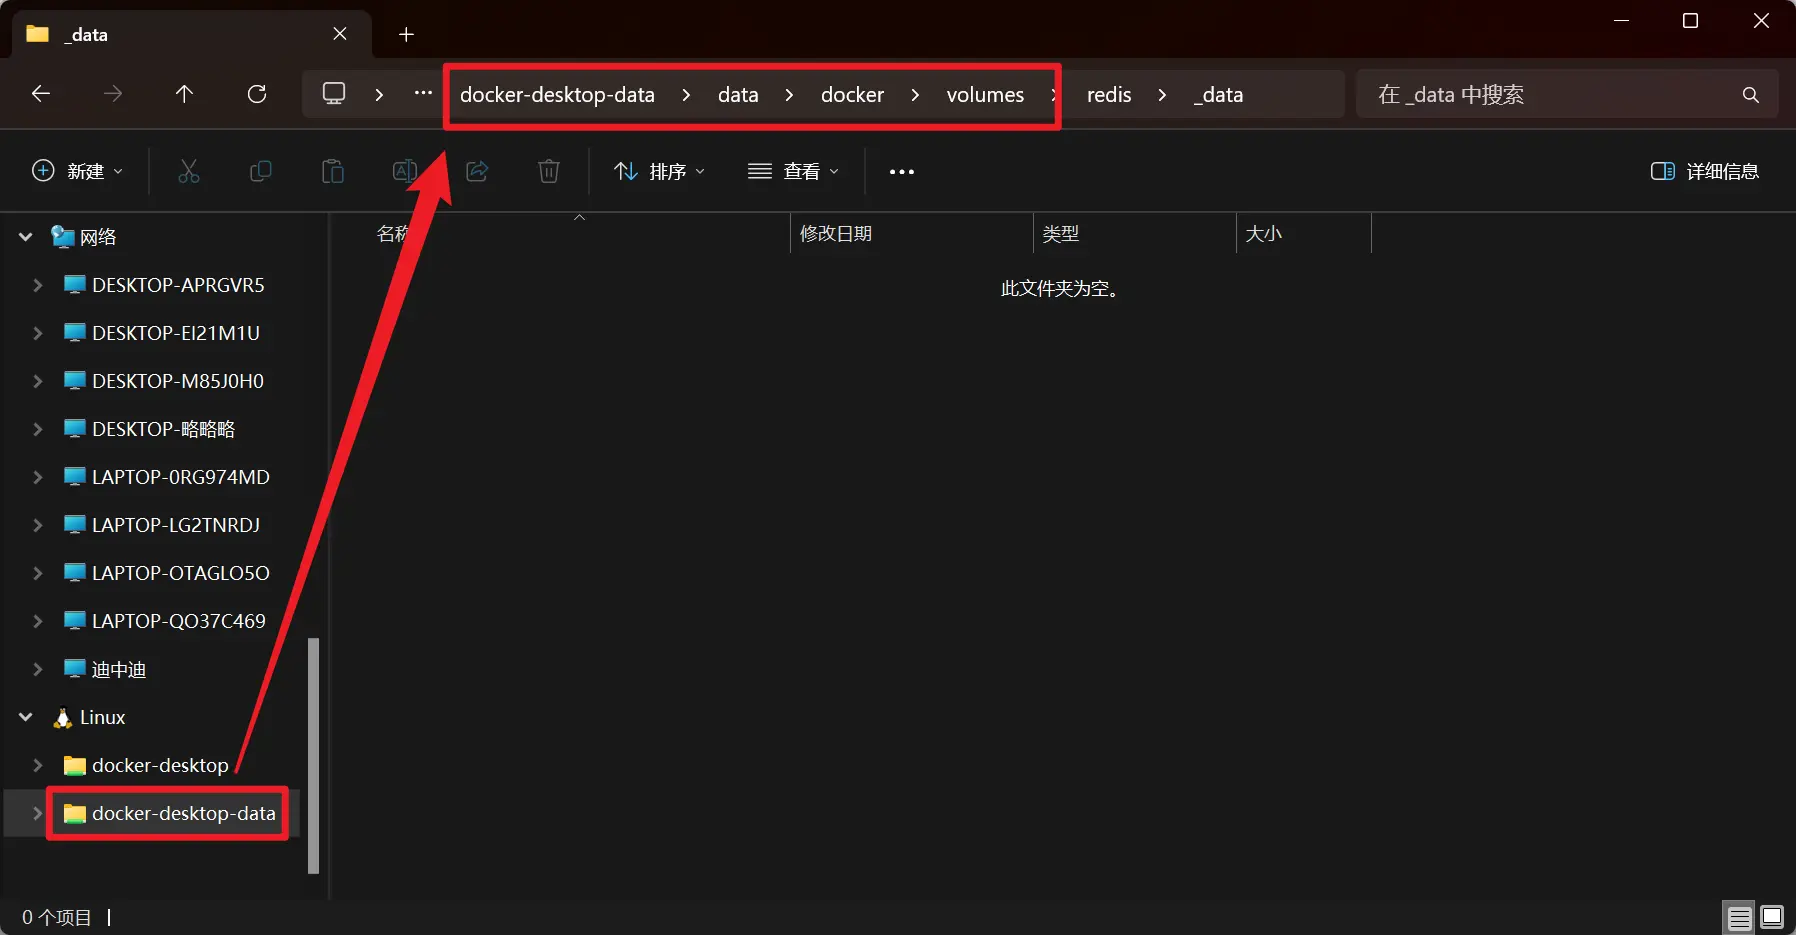 _data
docker-desktop-data > data > docker > volumes > redis > _data
在 _data 中搜索
新建
排序
查看
详细信息
名称
修改日期
类型
大小
此文件夹为空。
网络
DESKTOP-APRGVR5
DESKTOP-EI21M1U
DESKTOP-M85J0H0
DESKTOP-略略略
LAPTOP-0RG974MD
LAPTOP-LG2TNRDJ
LAPTOP-OTAGLO5O
LAPTOP-QO37C469
迪中迪
Linux
docker-desktop
docker-desktop-data
0 个项目